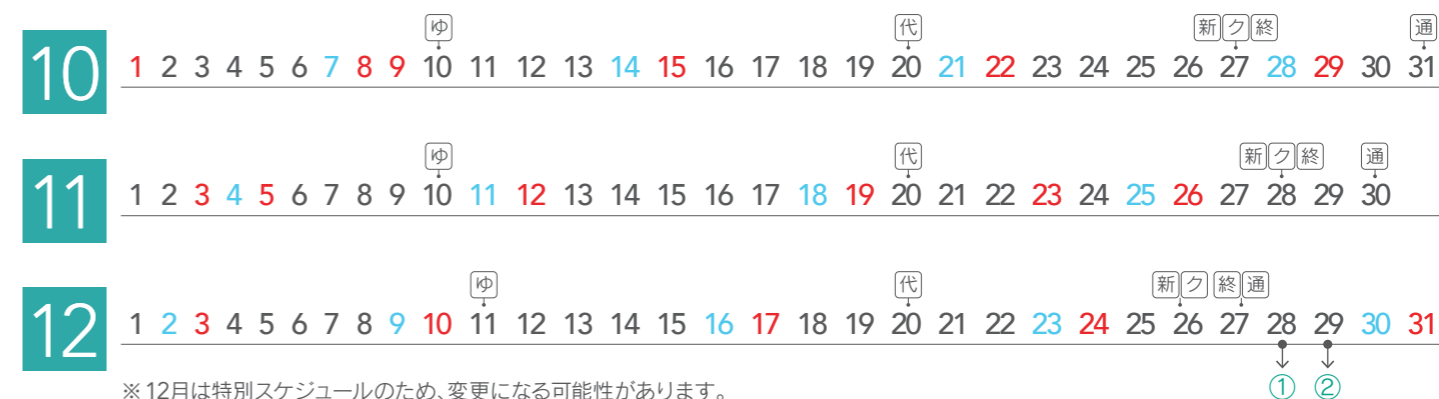 ゆ 代 新 ク 終 通
10 1 2 3 4 5 6 7 8 9 10 11 12 13 14 15 16 17 18 19 20 21 22 23 24 25 26 27 28 29 30 31
ゆ 代 新 ク 終 通
11 1 2 3 4 5 6 7 8 9 10 11 12 13 14 15 16 17 18 19 20 21 22 23 24 25 26 27 28 29 30
ゆ 代 新 ク 終 通
12 1 2 3 4 5 6 7 8 9 10 11 12 13 14 15 16 17 18 19 20 21 22 23 24 25 26 27 28 29 30 31
※12月は特別スケジュールのため、変更になる可能性があります。 ① ②